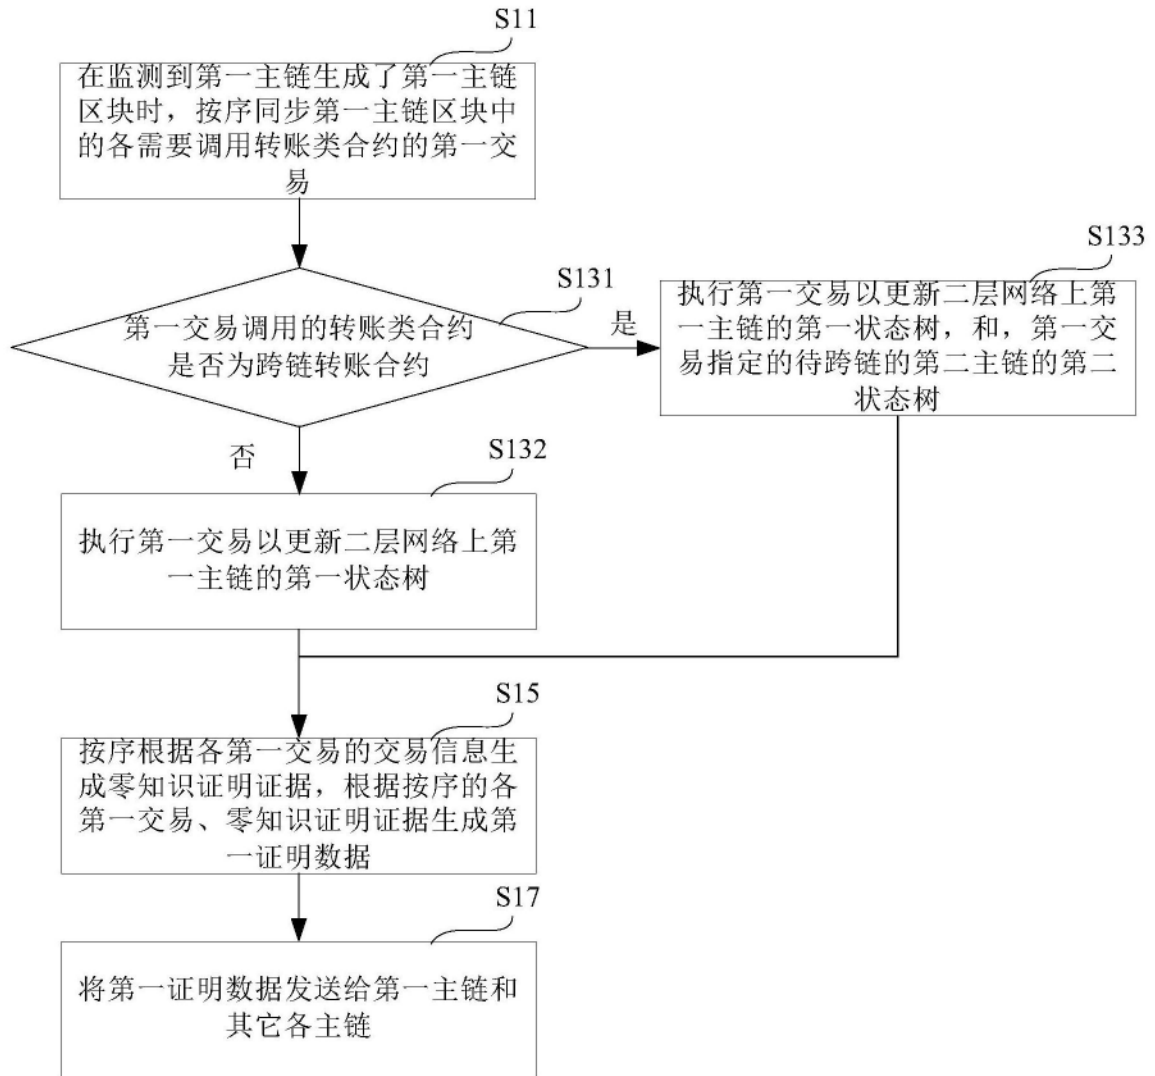 S11
在监测到第一主链生成了第一主链
区块时，按序同步第一主链区块中
的各需要调用转账类合约的第一交
易
S131
第一交易调用的转账类合约
是否为跨链转账合约
是
S133
执行第一交易以更新二层网络上第
一主链的第一状态树，和，第一交
易指定的待跨链的第二主链的第二
状态树
否
S132
执行第一交易以更新二层网络上第
一主链的第一状态树
S15
按序根据各第一交易的交易信息生
成零知识证明证据，根据按序的各
第一交易、零知识证明证据生成第
一证明数据
S17
将第一证明数据发送给第一主链和
其它各主链